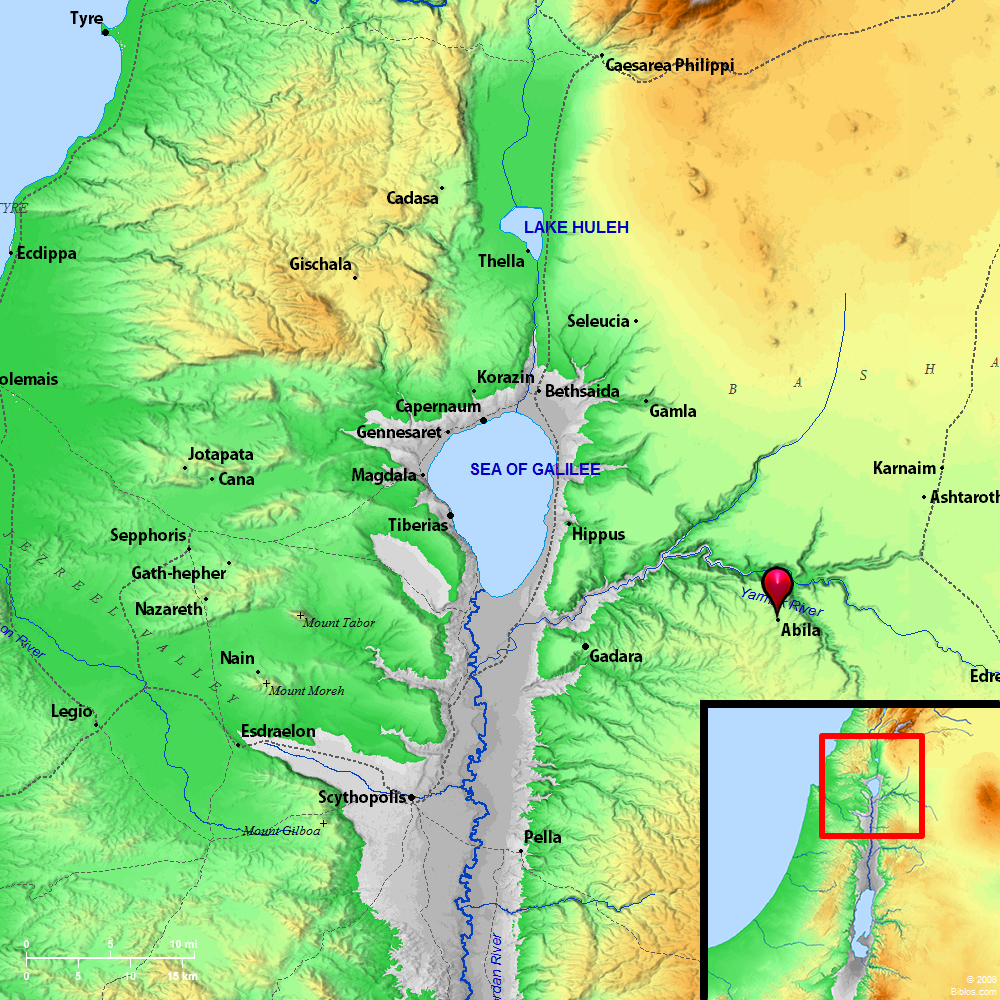 Tyre
Caesarea Philippi
Cadasa
TYRE
LAKE HULEH
Ecdippa
Thella
Gischala
Seleucia
olemais
Korazin
Bethsaida
B A S H A
Capernaum
Gamla
Gennesaret
Jotapata
SEA OF GALILEE
Karnaim
Magdala
Cana
Ashtaroth
Tiberias
Hippus
Sepphoris
JEZREEL VALLEY
Gath-hepher
Nazareth
River
Mount Tabor
Abila
on River
Gadara
Nain
Edre
Mount Moreh
Legio
Esdraelon
Scythopolis
Mount Gilboa
Pella
rdan River
0 5 10 mi
0 5 10 15 km
Biblos.com